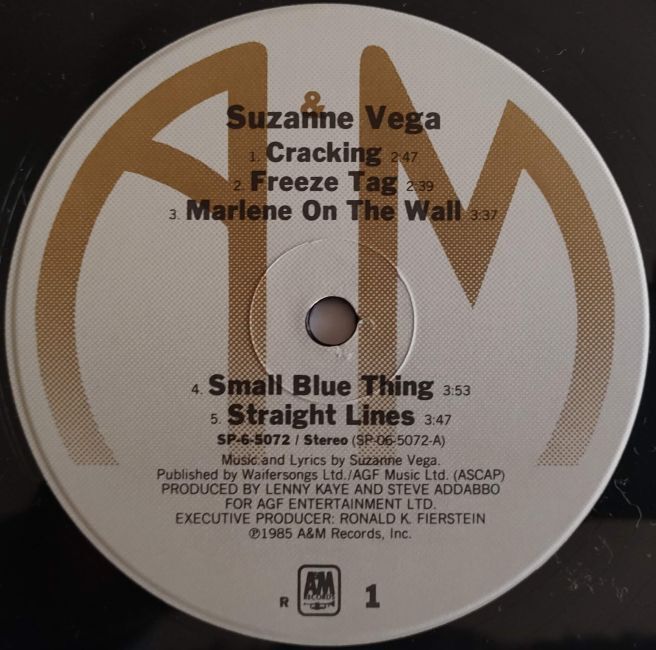 A&M
Suzanne Vega
1. Cracking 2:47
2. Freeze Tag 2:39
3. Marlene On The Wall 3:37
4. Small Blue Thing 3:53
5. Straight Lines 3:47
SP-6-5072 / Stereo (SP-06-5072-A)
Music and Lyrics by Suzanne Vega.
Published by Waifersongs Ltd./AGF Music Ltd. (ASCAP)
PRODUCED BY LENNY KAYE AND STEVE ADDABBO
FOR AGF ENTERTAINMENT LTD.
EXECUTIVE PRODUCER: RONALD K. FIERSTEIN
℗1985 A&M Records, Inc.
R A&M RECORDS 1